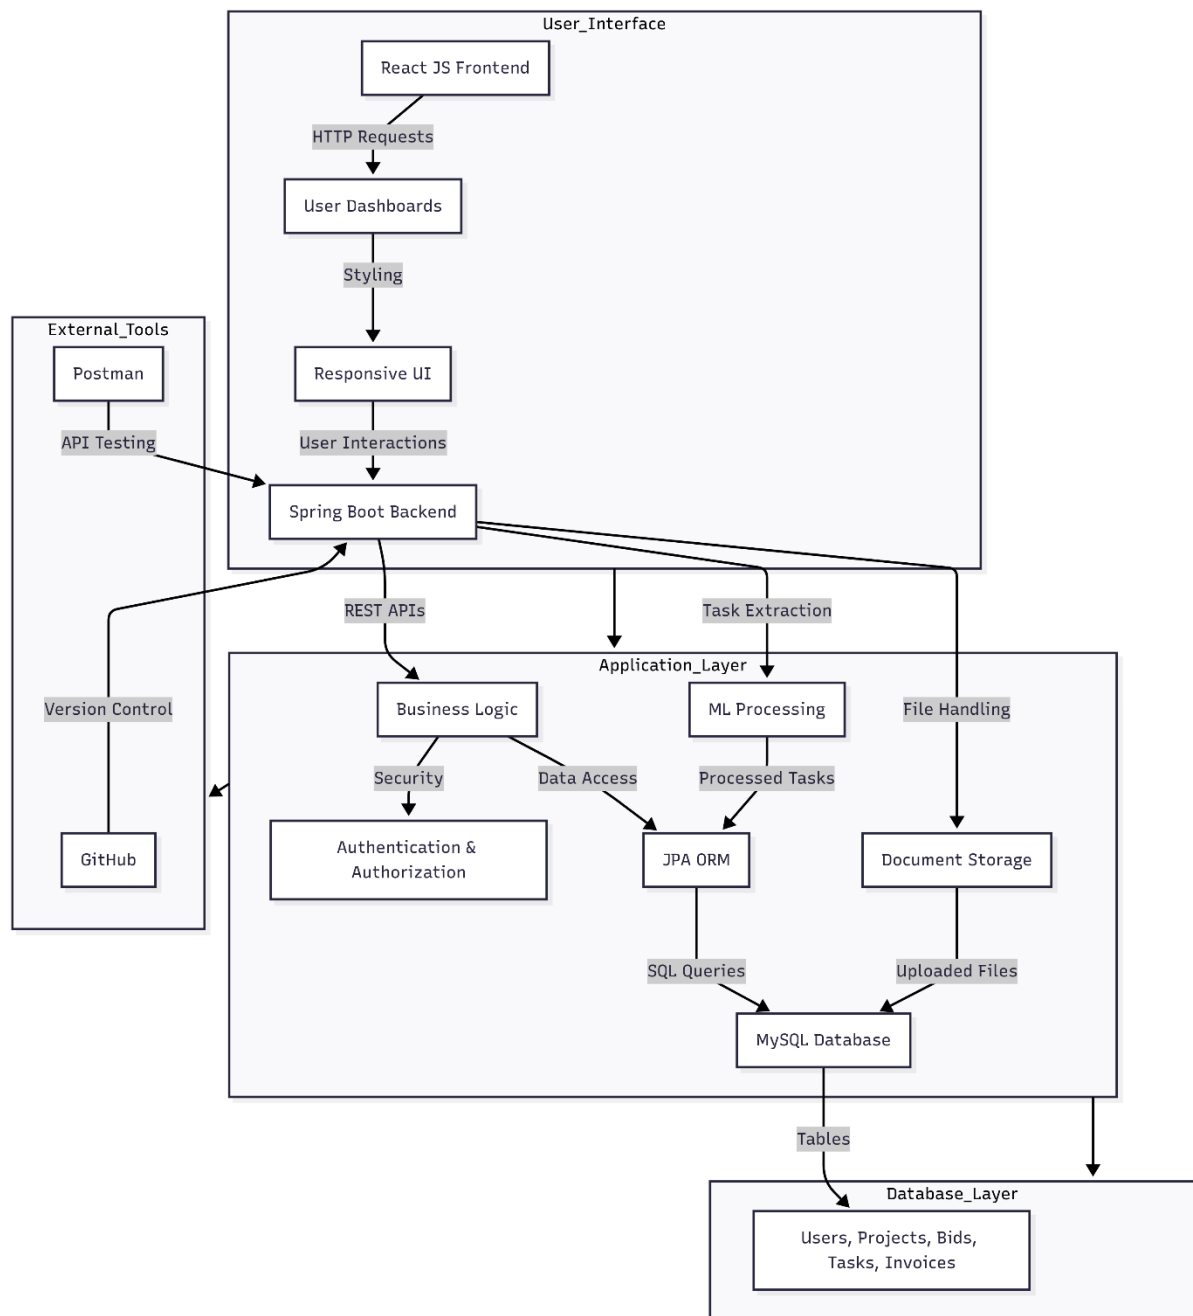 User_Interface
React JS Frontend
HTTP Requests
User Dashboards
Styling
External_Tools
Postman
Responsive UI
API Testing
User Interactions
Spring Boot Backend
REST APIs
Task Extraction
Application_Layer
Version Control
Business Logic
ML Processing
File Handling
Security
Data Access
Processed Tasks
GitHub
Authentication &
Authorization
JPA ORM
Document Storage
SQL Queries
Uploaded Files
MySQL Database
Tables
Database_Layer
Users, Projects, Bids,
Tasks, Invoices